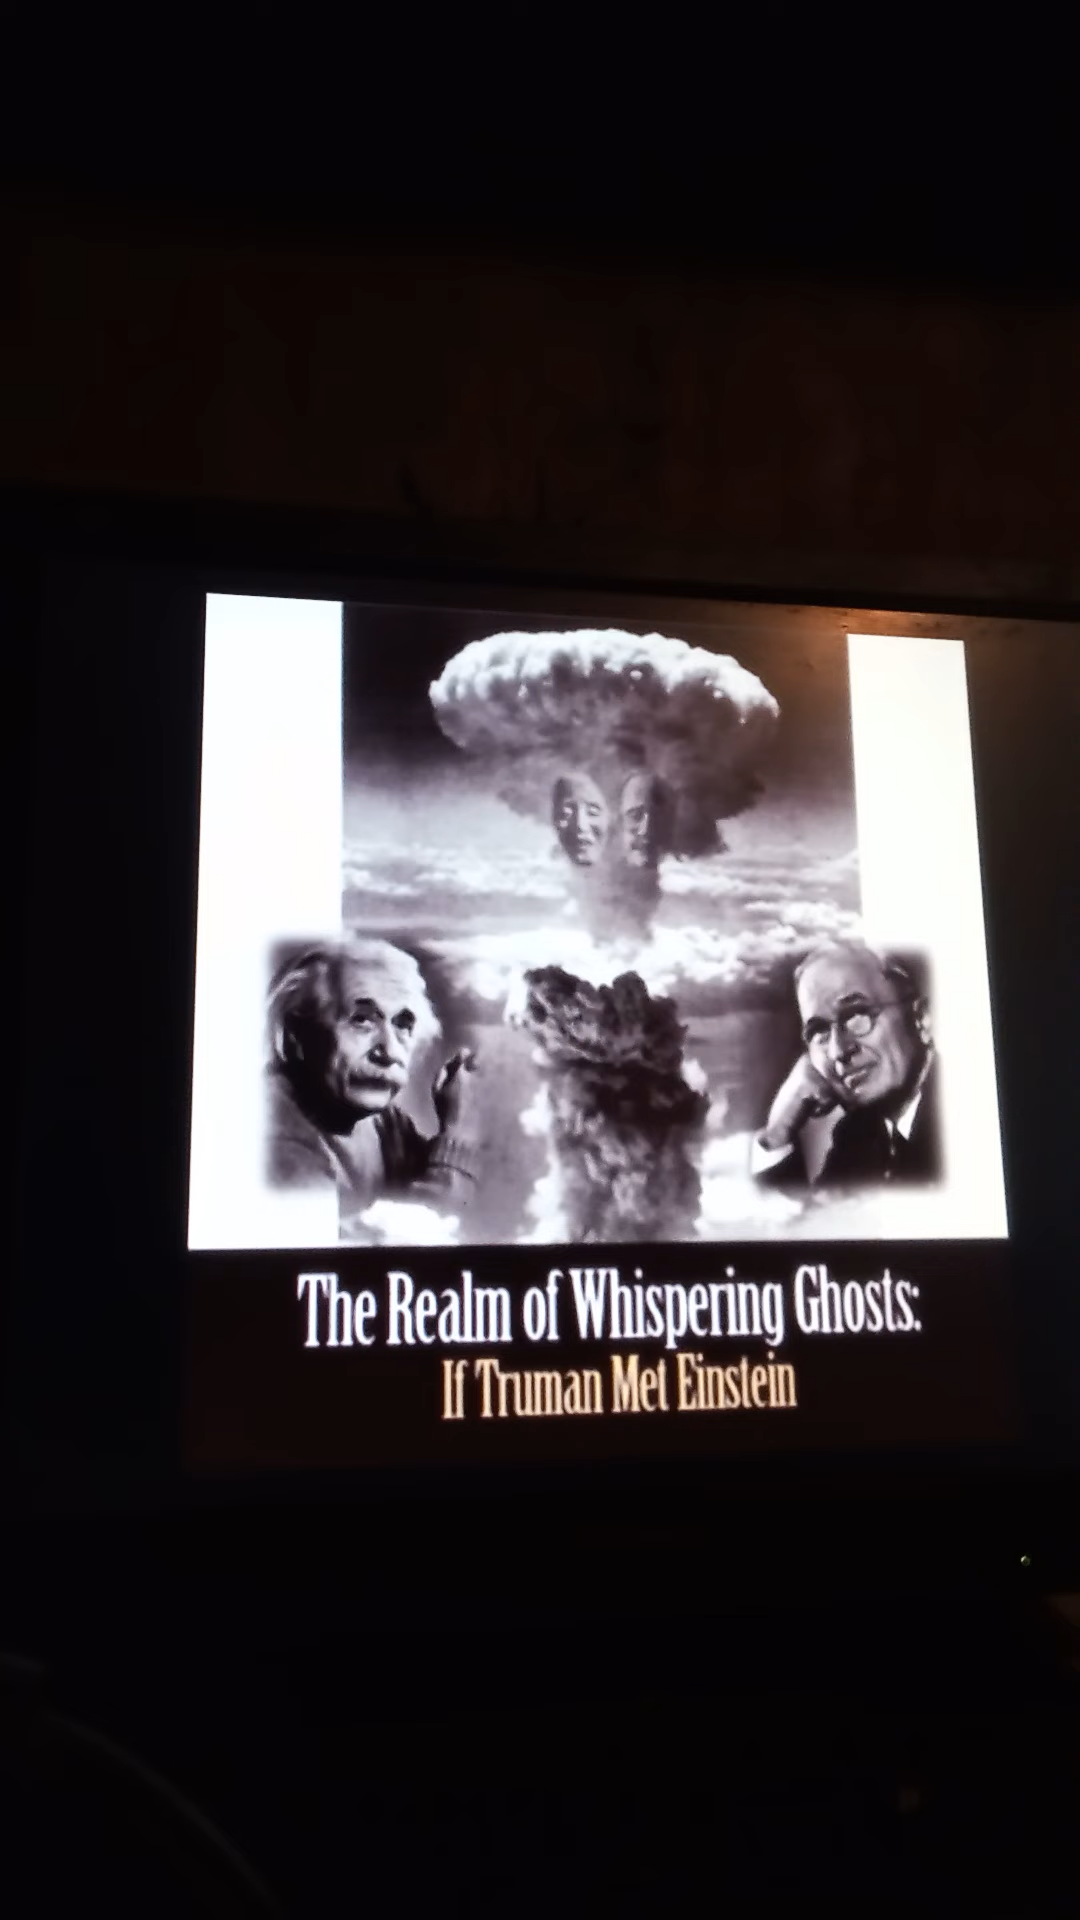 The Realm of Whispering Ghosts:
If Truman Met Einstein